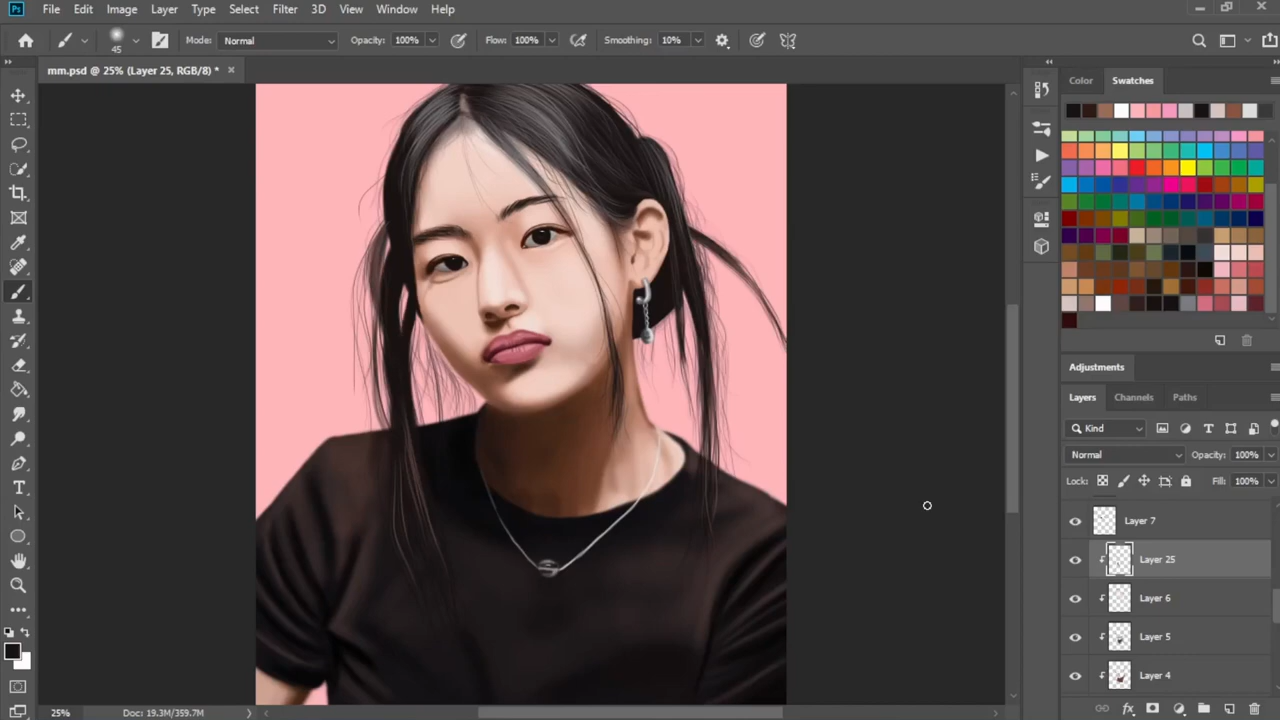 Ps File Edit Image Layer Type Select Filter 3D View Window Help
45 Mode: Normal Opacity: 100% Flow: 100% Smoothing: 10%
mm.psd @ 25% (Layer 25, RGB/8) *
Color Swatches
Adjustments
Layers Channels Paths
Kind
Normal Opacity: 100%
Lock: Fill: 100%
Layer 7
Layer 25
Layer 6
Layer 5
Layer 4
25% Doc: 19.3M/359.7M